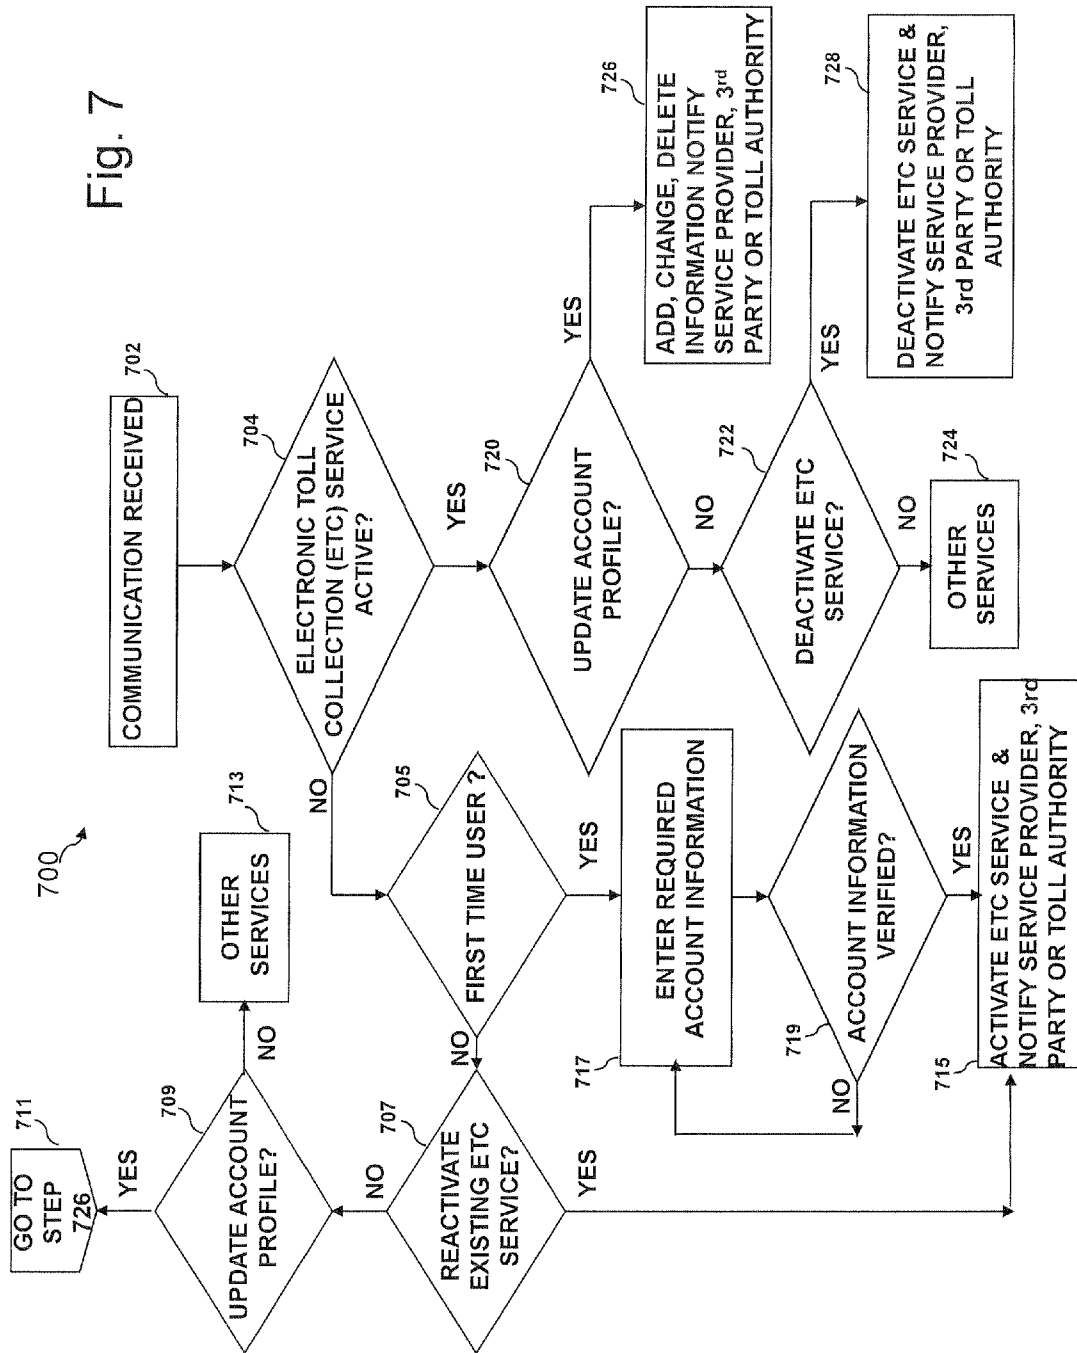 Fig. 7
700
COMMUNICATION RECEIVED
702
ELECTRONIC TOLL
COLLECTION (ETC) SERVICE
ACTIVE?
704
NO
YES
FIRST TIME USER ?
705
NO
YES
REACTIVATE
EXISTING ETC
SERVICE?
707
NO
YES
UPDATE ACCOUNT
PROFILE?
709
YES
NO
GO TO
STEP
726
711
OTHER
SERVICES
713
ENTER REQUIRED
ACCOUNT INFORMATION
717
ACCOUNT INFORMATION
VERIFIED?
719
NO
YES
ACTIVATE ETC SERVICE &
NOTIFY SERVICE PROVIDER, 3rd
PARTY OR TOLL AUTHORITY
715
UPDATE ACCOUNT
PROFILE?
720
YES
NO
ADD, CHANGE, DELETE
INFORMATION NOTIFY
SERVICE PROVIDER, 3rd
PARTY OR TOLL AUTHORITY
726
DEACTIVATE ETC
SERVICE?
722
YES
NO
DEACTIVATE ETC SERVICE &
NOTIFY SERVICE PROVIDER,
3rd PARTY OR TOLL
AUTHORITY
728
OTHER
SERVICES
724